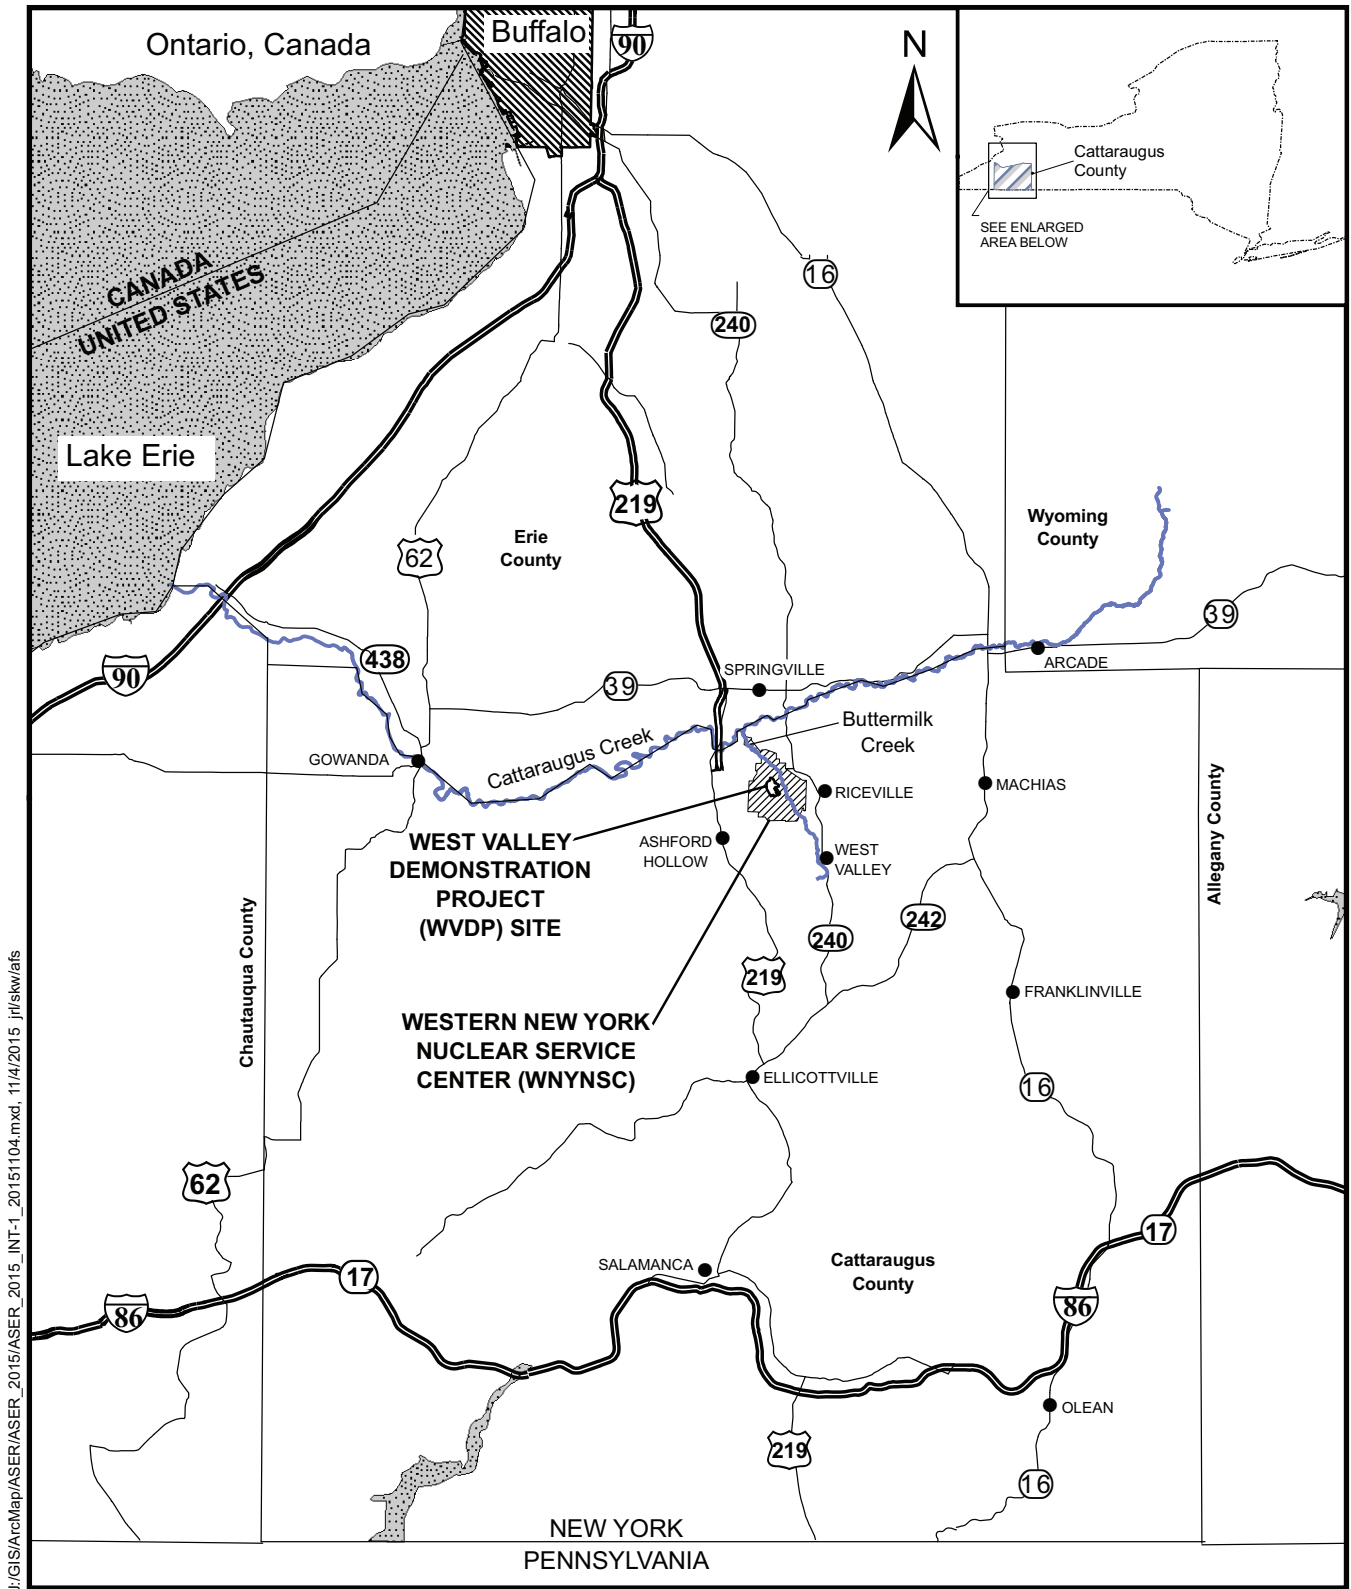 Ontario, Canada
Buffalo
90
N
Cattaraugus
County
SEE ENLARGED
AREA BELOW
16
240
CANADA
UNITED STATES
Lake Erie
219
62
Erie
County
Wyoming
County
39
438
90
ARCADE
SPRINGVILLE
39
Buttermilk
Creek
Cattaraugus Creek
GOWANDA
RICEVILLE
MACHIAS
WEST VALLEY
DEMONSTRATION
PROJECT
(WVDP) SITE
ASHFORD
HOLLOW
WEST
VALLEY
Allegany County
Chautauqua County
240
242
219
FRANKLINVILLE
WESTERN NEW YORK
NUCLEAR SERVICE
CENTER (WNYNSC)
ELLICOTTVILLE
16
62
17
SALAMANCA
Cattaraugus
County
17
86
86
OLEAN
219
16
NEW YORK
PENNSYLVANIA
I:/GIS/ArcMap/ASER/ASER_2015/ASER_2015_INT-1_20151104.mxd, 11/4/2015 jrl/skw/afs